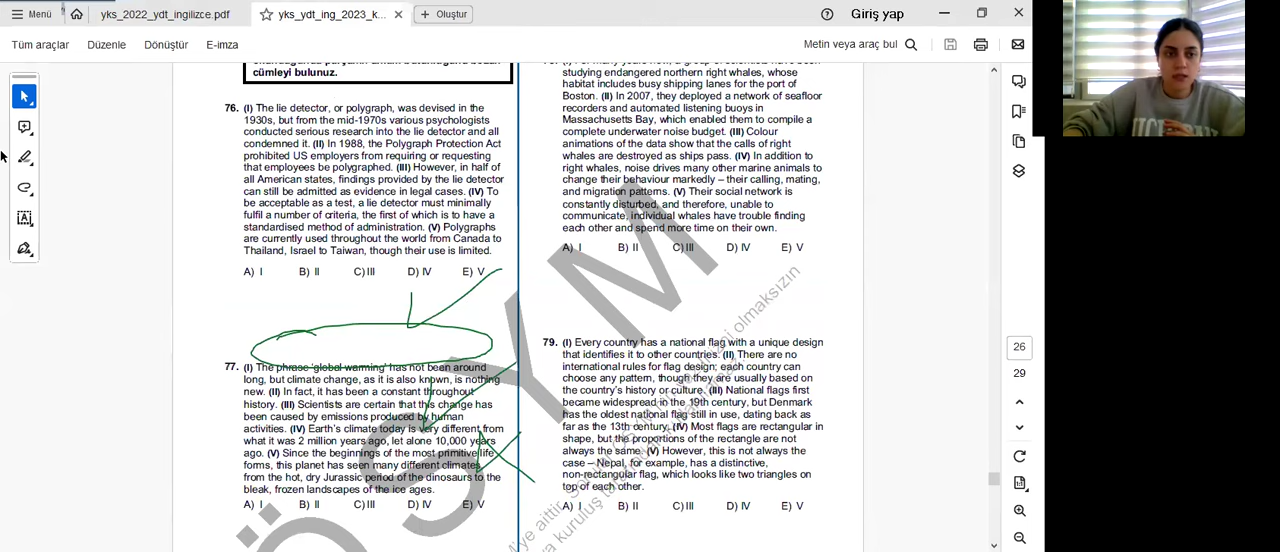 Menü
yks_2022_ydt_ingilizce.pdf
yks_ydt_ing_2023_k...
Oluştur
Giriş yap
Tüm araçlar
Düzenle
Dönüştür
E-imza
Metin veya araç bul
cümleyi bulunuz.
76. (I) The lie detector, or polygraph, was devised in the
1930s, but from the mid-1970s various psychologists
conducted serious research into the lie detector and all
condemned it. (II) In 1988, the Polygraph Protection Act
prohibited US employers from requiring or requesting
that employees be polygraphed. (III) However, in half of
all American states, findings provided by the lie detector
can still be admitted as evidence in legal cases. (IV) To
be acceptable as a test, a lie detector must minimally
fulfil a number of criteria, the first of which is to have a
standardised method of administration. (V) Polygraphs
are currently used throughout the world from Canada to
Thailand, Israel to Taiwan, though their use is limited.
A) I B) II C) III D) IV E) V
77. (I) The phrase 'global warming' has not been around
long, but climate change, as it is also known, is nothing
new. (II) In fact, it has been a constant throughout
history. (III) Scientists are certain that this change has
been caused by emissions produced by human
activities. (IV) Earth's climate today is very different from
what it was 2 million years ago, let alone 10,000 years
ago. (V) Since the beginnings of the most primitive life
forms, this planet has seen many different climates,
from the hot, dry Jurassic period of the dinosaurs to the
bleak, frozen landscapes of the ice ages.
A) I B) II C) III D) IV E) V
studying endangered northern right whales, whose
habitat includes busy shipping lanes for the port of
Boston. (II) In 2007, they deployed a network of seafloor
recorders and automated listening buoys in
Massachusetts Bay, which enabled them to compile a
complete underwater noise budget. (III) Colour
animations of the data show that the calls of right
whales are destroyed as ships pass. (IV) In addition to
right whales, noise drives many other marine animals to
change their behaviour markedly – their calling, mating,
and migration patterns. (V) Their social network is
constantly disturbed, and therefore, unable to
communicate, individual whales have trouble finding
each other and spend more time on their own.
A) I B) II C) III D) IV E) V
79. (I) Every country has a national flag with a unique design
that identifies it to other countries. (II) There are no
international rules for flag design; each country can
choose any pattern, though they are usually based on
the country's history or culture. (III) National flags first
became widespread in the 19th century, but Denmark
has the oldest national flag still in use, dating back as
far as the 13th century. (IV) Most flags are rectangular in
shape, but the proportions of the rectangle are not
always the same. (V) However, this is not always the
case – Nepal, for example, has a distinctive,
non-rectangular flag, which looks like two triangles on
top of each other.
A) I B) II C) III D) IV E) V
ÖSYM
olmaksızın
26
29